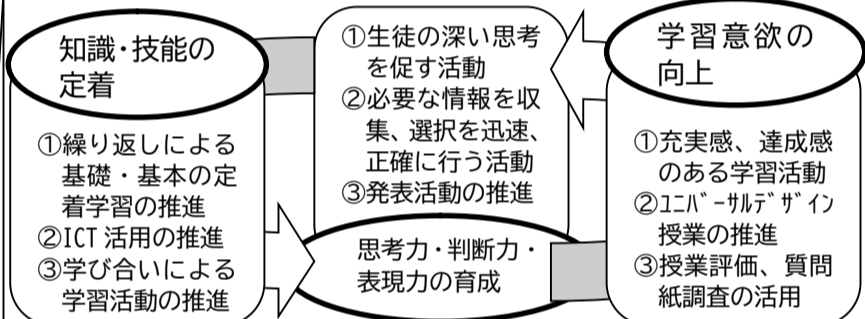 知識・技能の
定着
①繰り返しによる
基礎・基本の定
着学習の推進
②ICT 活用の推進
③学び合いによる
学習活動の推進
①生徒の深い思考
を促す活動
②必要な情報を収
集、選択を迅速、
正確に行う活動
③発表活動の推進
思考力・判断力・
表現力の育成
学習意欲の
向上
①充実感、達成感
のある学習活動
②ﾕﾆﾊﾞｰｻﾙﾃﾞｻﾞｲﾝ
授業の推進
③授業評価、質問
紙調査の活用